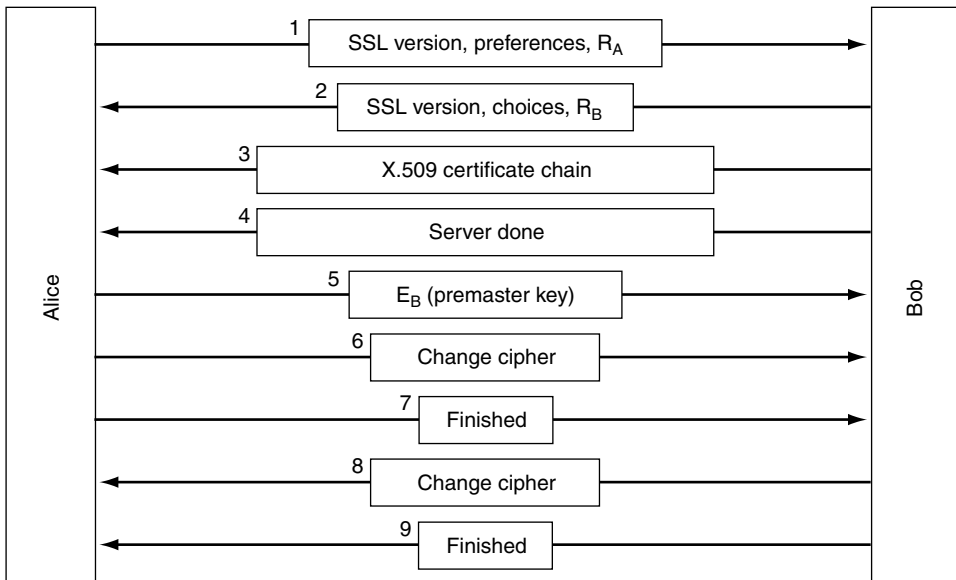 1
SSL version, preferences, R_A
2
SSL version, choices, R_B
3
X.509 certificate chain
4
Server done
5
E_B (premaster key)
6
Change cipher
7
Finished
8
Change cipher
9
Finished
Alice
Bob